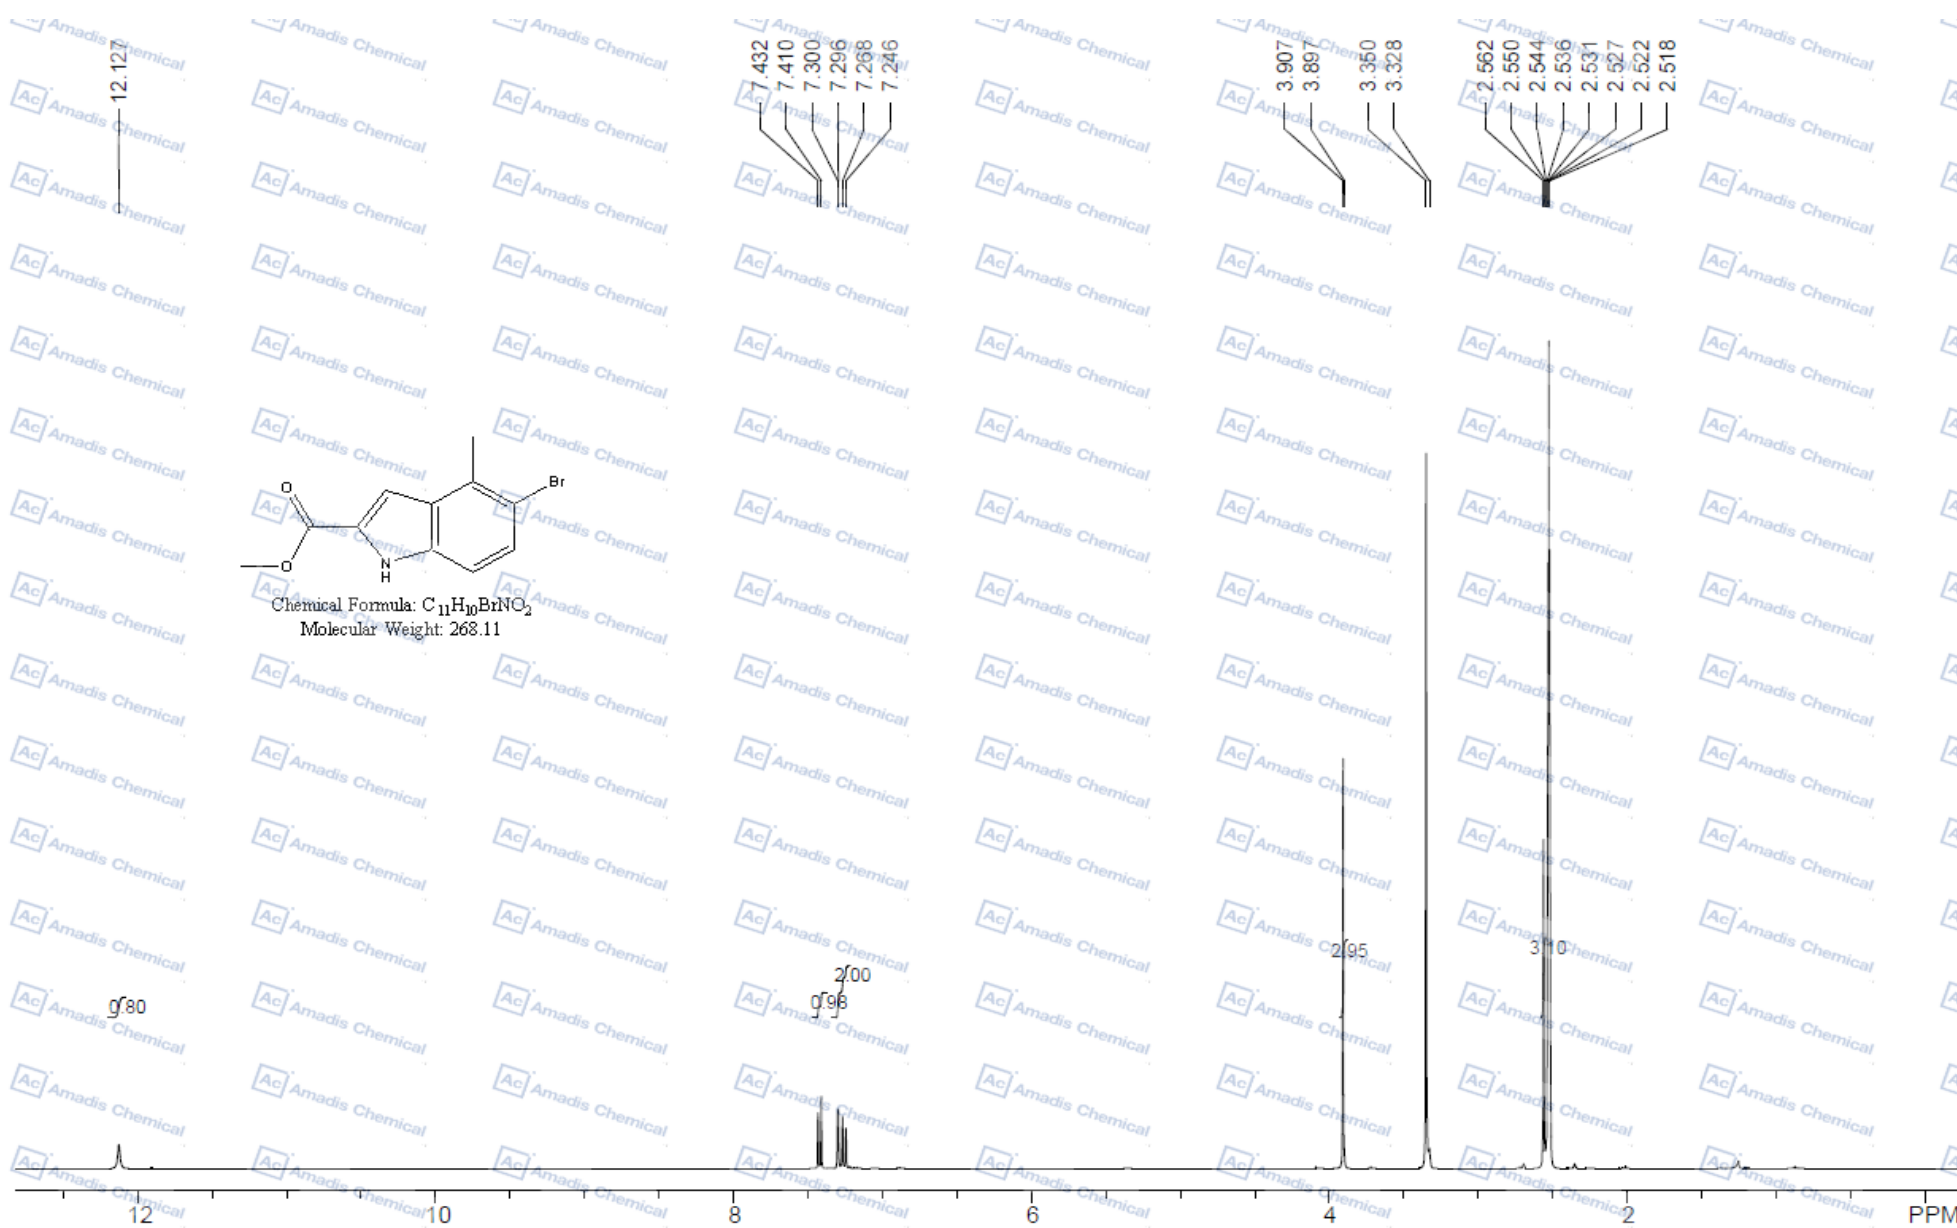 12.127
7.432
7.410
7.300
7.296
7.268
7.246
3.907
3.897
3.350
3.328
2.562
2.550
2.544
2.536
2.531
2.527
2.522
2.518
Br
O
O
N
H
Chemical Formula: C11H10BrNO2
Molecular Weight: 268.11
0.80
0.98
2.00
2.95
3.10
12 10 8 6 4 2 PPM
Ac Amadis Chemical